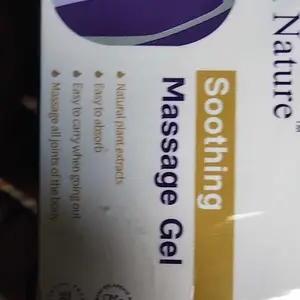 Nature™
Soothing
Massage Gel
Natural plant extracts
Easy to absorb
Easy to carry when going out
Massage all joints of the body